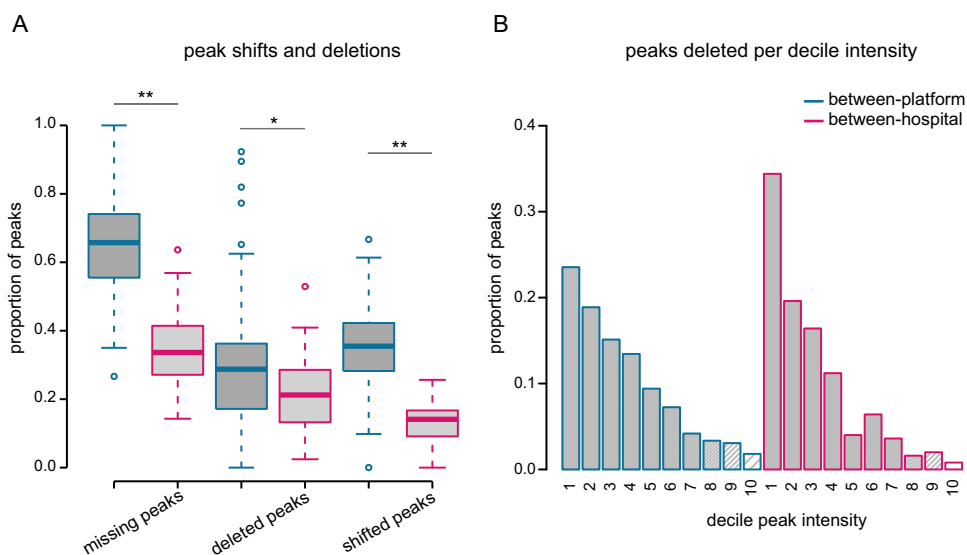 A
peak shifts and deletions
**
*
**
proportion of peaks
1.0
0.8
0.6
0.4
0.2
0.0
missing peaks
deleted peaks
shifted peaks
B
peaks deleted per decile intensity
between-platform
between-hospital
proportion of peaks
0.4
0.3
0.2
0.1
0.0
1 2 3 4 5 6 7 8 9 10 1 2 3 4 5 6 7 8 9 10
decile peak intensity